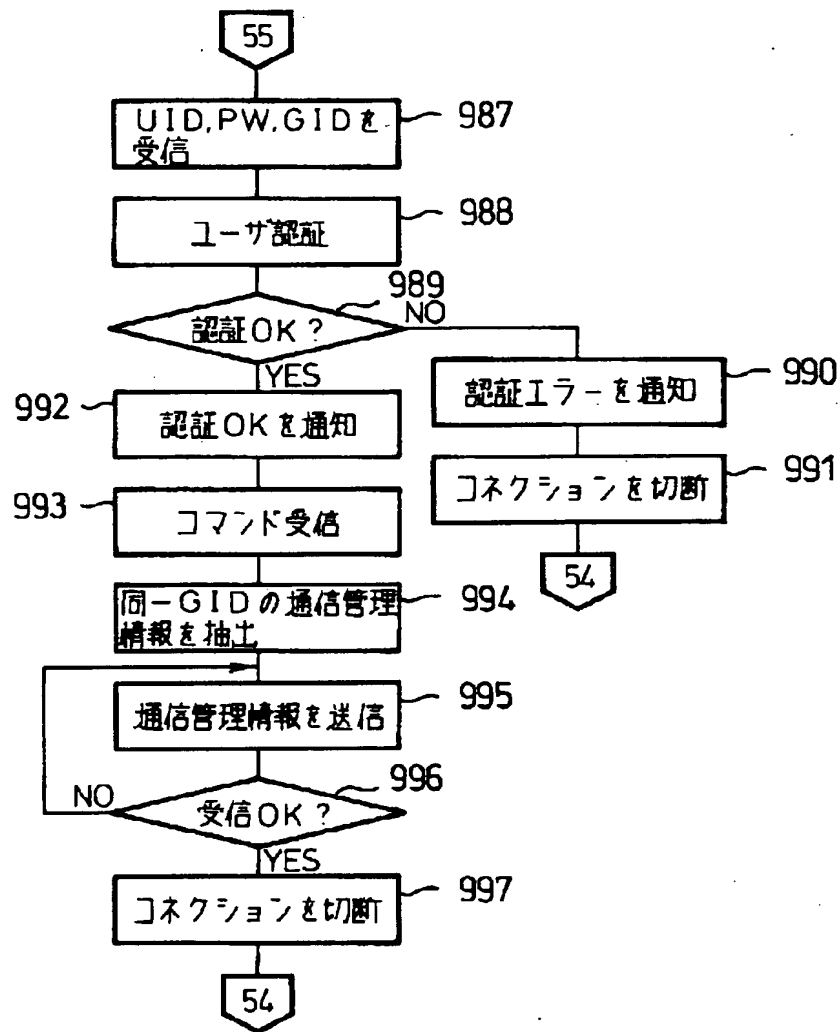 55
UID,PW,GIDを
受信
987
ユーザ認証
988
989
認証OK?
NO
YES
認証エラーを通知
990
992
認証OKを通知
コネクションを切断
991
993
コマンド受信
54
同一GIDの通信管理
情報を抽出
994
通信管理情報を送信
995
996
NO
受信OK?
YES
コネクションを切断
997
54